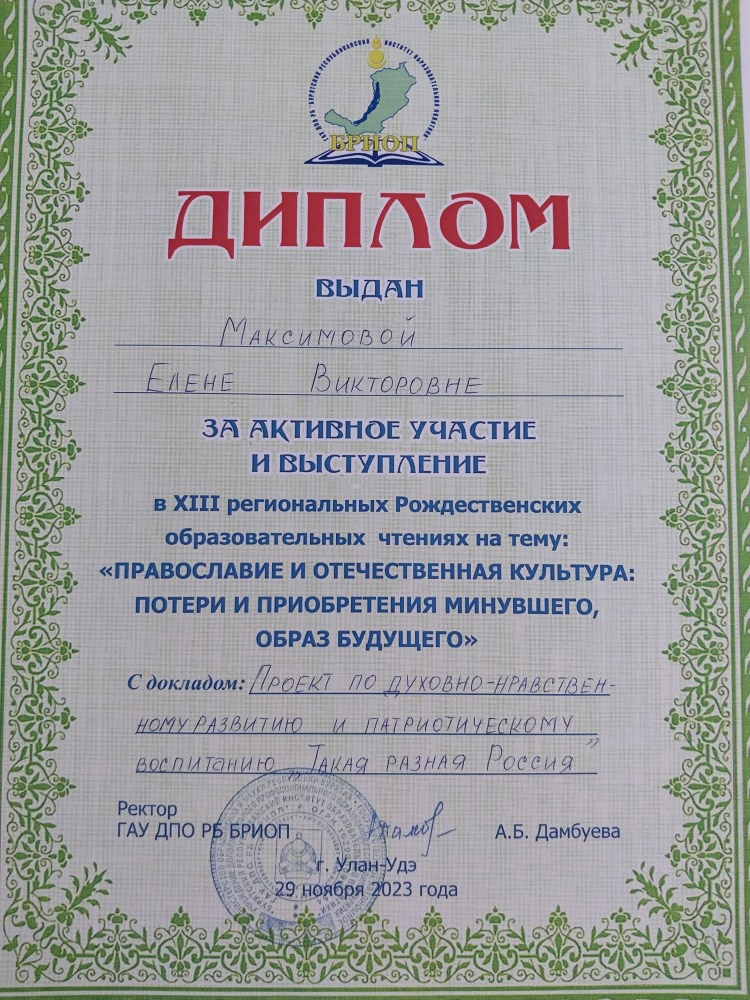 БРИОП
ДИПЛОМ
ВЫДАН
Максимовой
Елене Викторовне
ЗА АКТИВНОЕ УЧАСТИЕ
И ВЫСТУПЛЕНИЕ
в XIII региональных Рождественских
образовательных чтениях на тему:
«ПРАВОСЛАВИЕ И ОТЕЧЕСТВЕННАЯ КУЛЬТУРА:
ПОТЕРИ И ПРИОБРЕТЕНИЯ МИНУВШЕГО,
ОБРАЗ БУДУЩЕГО»
С докладом: Проект по духовно-нравствен-
ному развитию и патриотическому
воспитанию „Такая разная Россия”
Ректор
ГАУ ДПО РБ БРИОП А.Б. Дамбуева
г. Улан-Удэ
29 ноября 2023 года